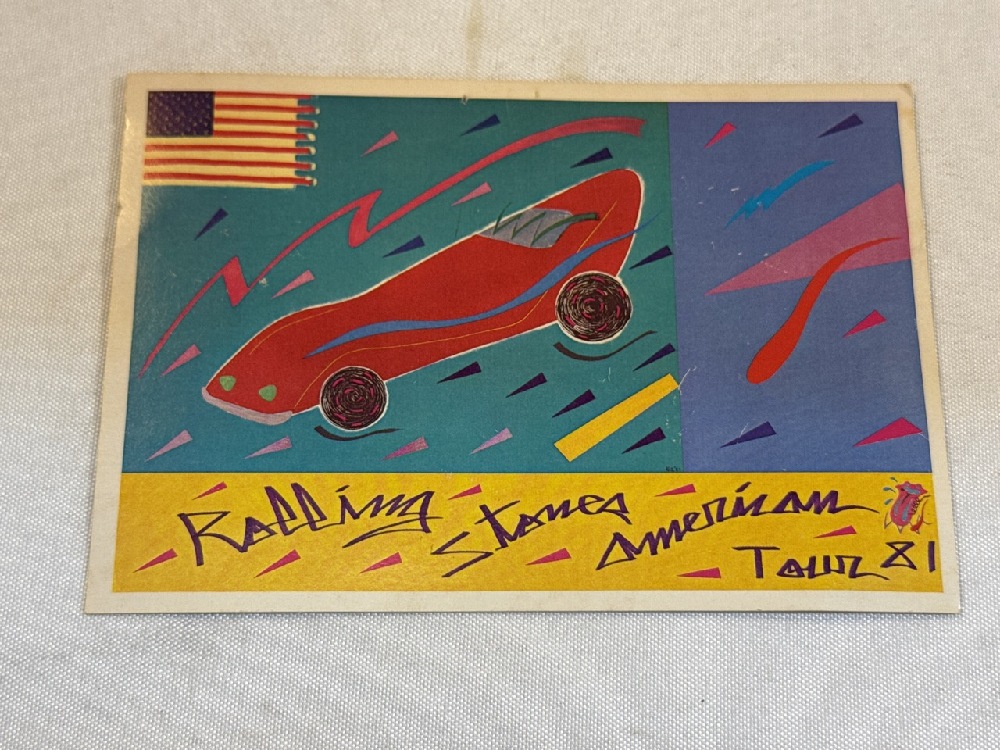 Rolling Stones American
Tour 81